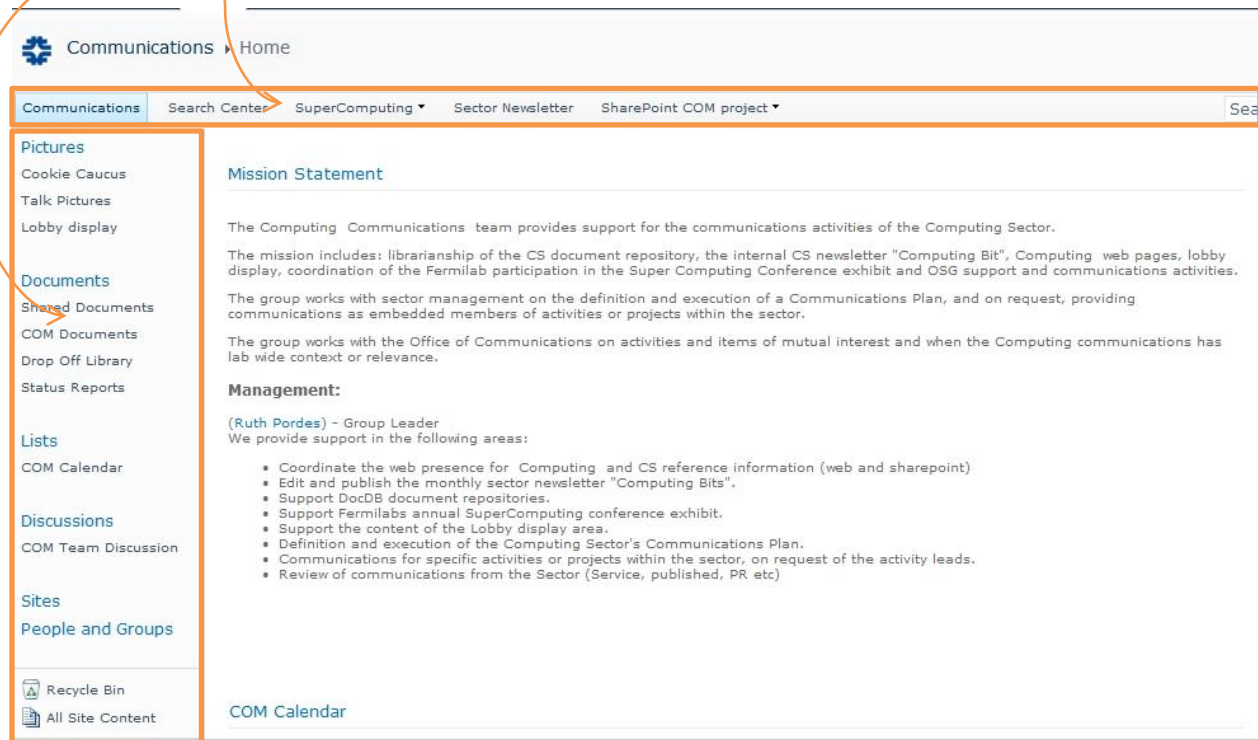 Communications ▸ Home
Communications Search Center SuperComputing ▾ Sector Newsletter SharePoint COM project ▾ Sea
Pictures
Cookie Caucus
Talk Pictures
Lobby display
Documents
Shared Documents
COM Documents
Drop Off Library
Status Reports
Lists
COM Calendar
Discussions
COM Team Discussion
Sites
People and Groups
Recycle Bin
All Site Content
Mission Statement
The Computing Communications team provides support for the communications activities of the Computing Sector.
The mission includes: librarianship of the CS document repository, the internal CS newsletter "Computing Bit", Computing web pages, lobby
display, coordination of the Fermilab participation in the Super Computing Conference exhibit and OSG support and communications activities.
The group works with sector management on the definition and execution of a Communications Plan, and on request, providing
communications as embedded members of activities or projects within the sector.
The group works with the Office of Communications on activities and items of mutual interest and when the Computing communications has
lab wide context or relevance.
Management:
(Ruth Pordes) - Group Leader
We provide support in the following areas:
• Coordinate the web presence for Computing and CS reference information (web and sharepoint)
• Edit and publish the monthly sector newsletter "Computing Bits".
• Support DocDB document repositories.
• Support Fermilabs annual SuperComputing conference exhibit.
• Support the content of the Lobby display area.
• Definition and execution of the Computing Sector's Communications Plan.
• Communications for specific activities or projects within the sector, on request of the activity leads.
• Review of communications from the Sector (Service, published, PR etc)
COM Calendar